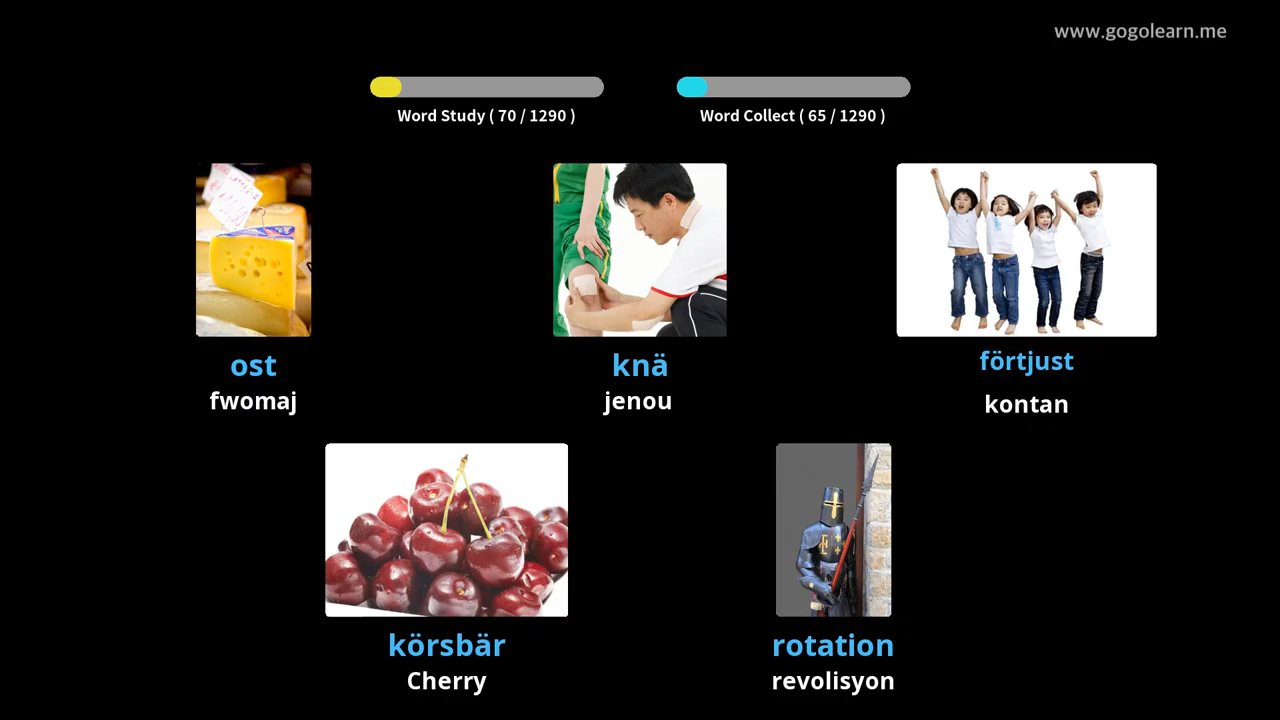 www.gogolearn.me
Word Study ( 70 / 1290 )
Word Collect ( 65 / 1290 )
ost
fwomaj
knä
jenou
förtjust
kontan
körsbär
Cherry
rotation
revolisyon